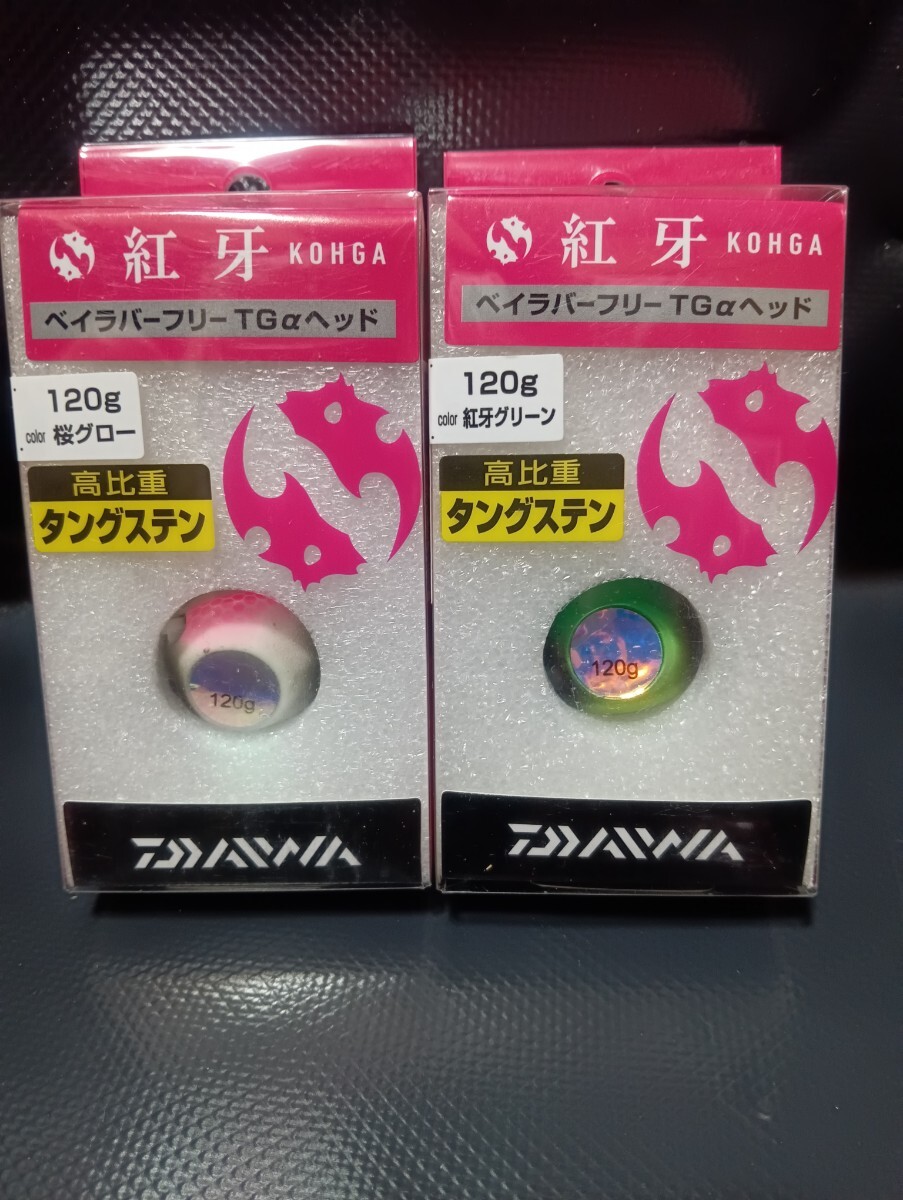 紅牙 KOHGA
ベイラバーフリーTGαヘッド
120g
color 桜グロー
高比重
タングステン
120g
DAIWA
紅牙 KOHGA
ベイラバーフリーTGαヘッド
120g
color 紅牙グリーン
高比重
タングステン
120g
DAIWA